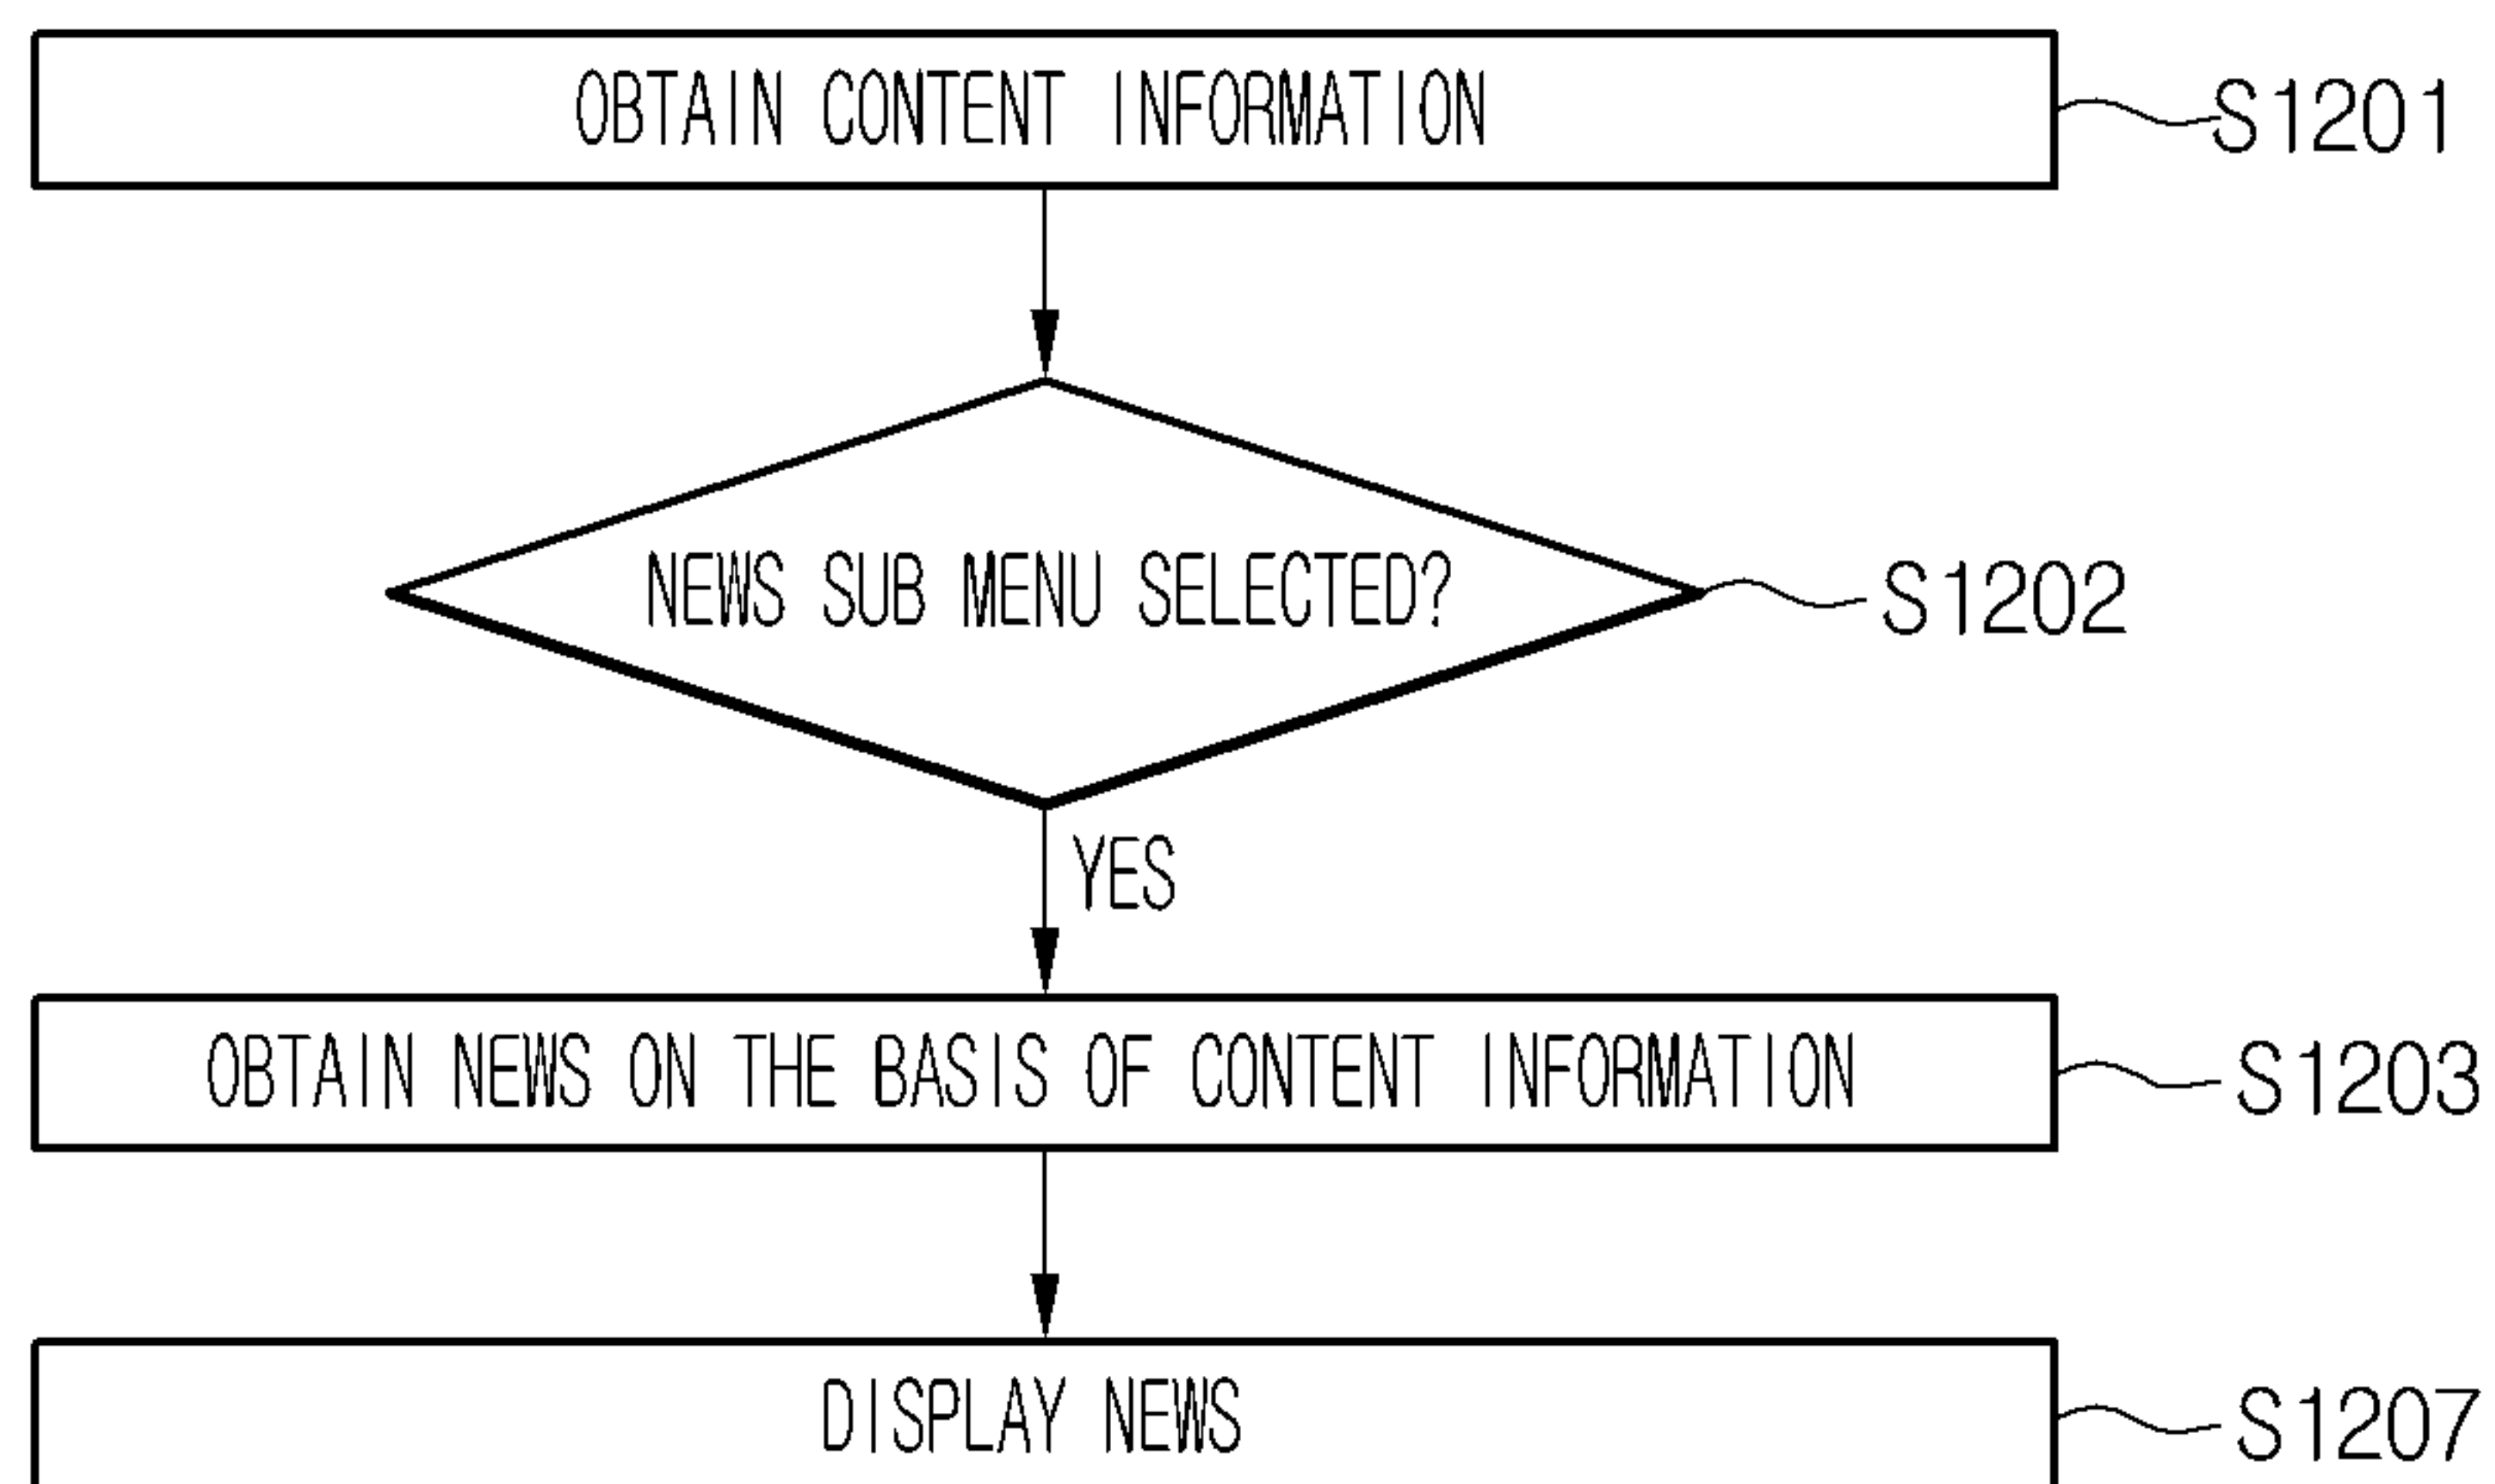 OBTAIN CONTENT INFORMATION S1201
NEWS SUB MENU SELECTED? S1202
YES
OBTAIN NEWS ON THE BASIS OF CONTENT INFORMATION S1203
DISPLAY NEWS S1207